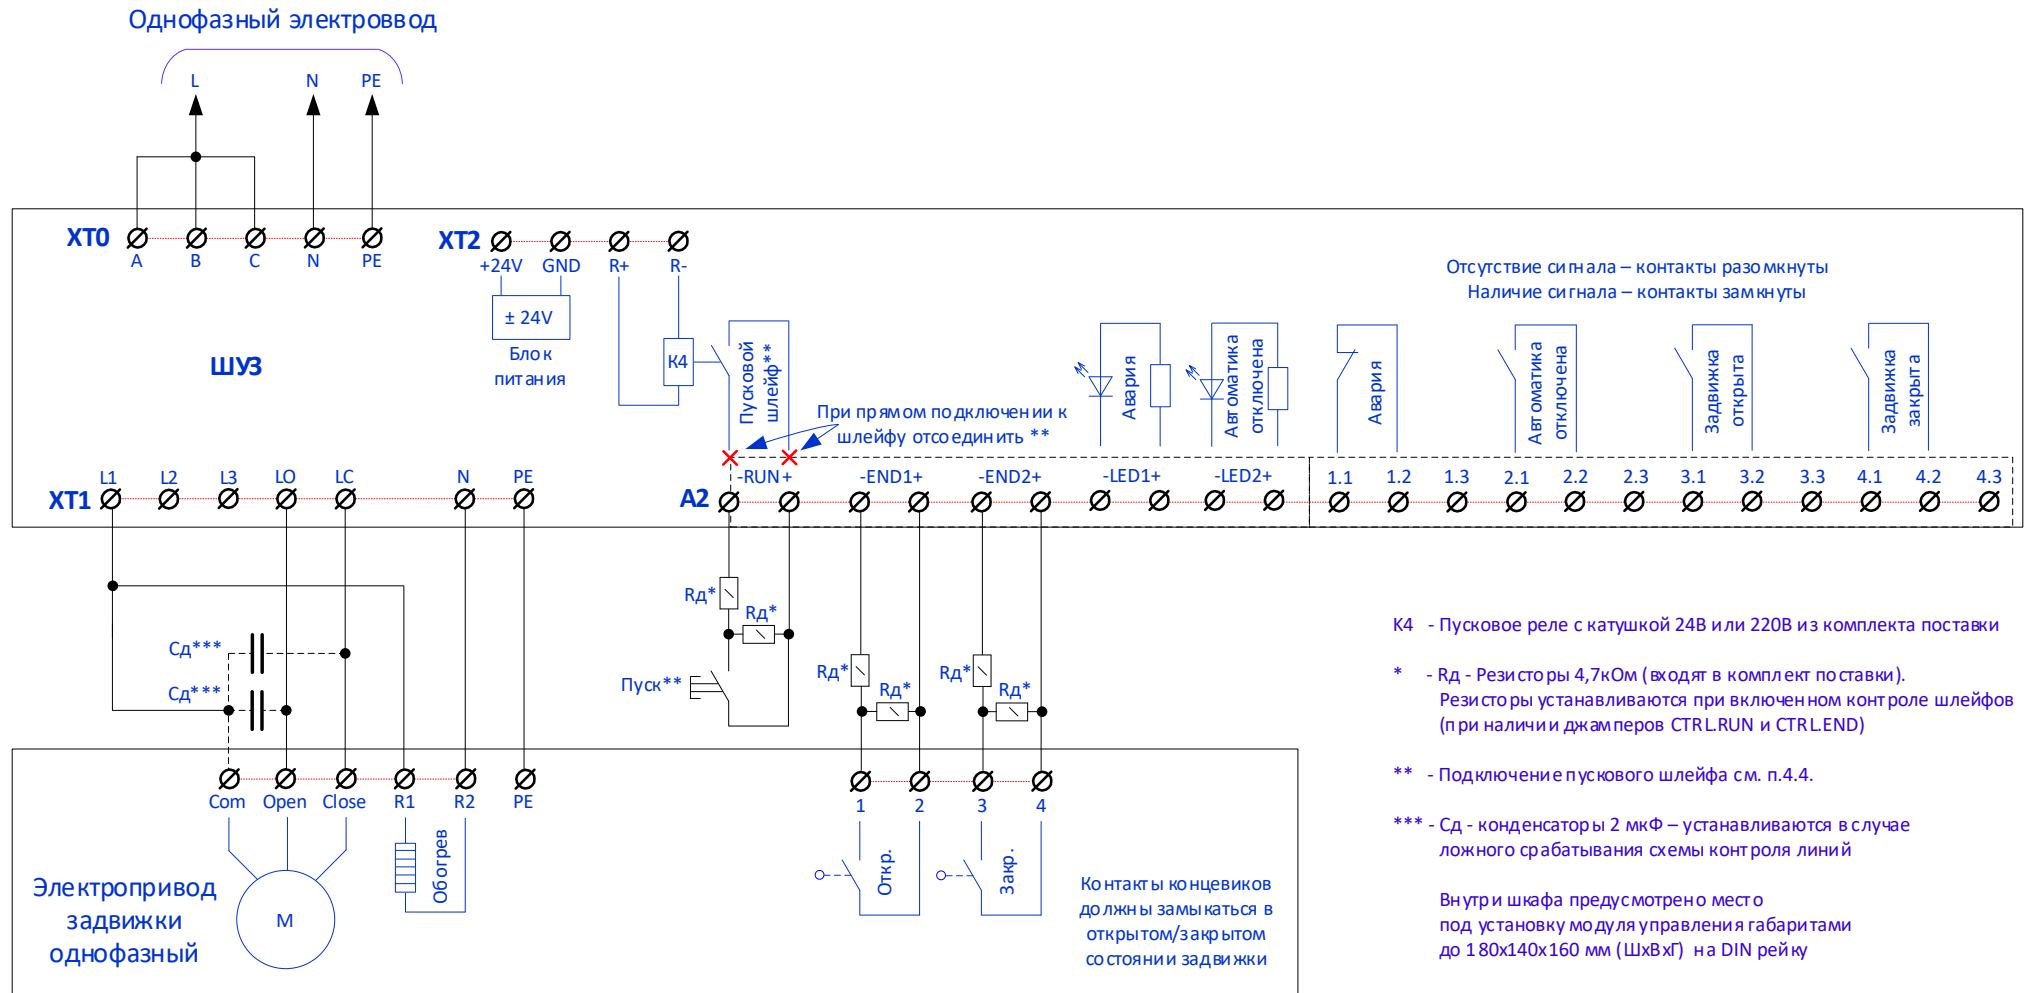 Однофазный электроввод
L N PE
XT0
A B C N PE
XT2
+24V GND R+ R-
± 24V
Блок
питания
К4
Пусковой
шлейф**
При прямом подключении к
шлейфу отсоединить **
ШУЗ
Авария
Автоматика
отключена
Отсутствие сигнала – контакты разомкнуты
Наличие сигнала – контакты замкнуты
Авария
Автоматика
отключена
Задвижка
открыта
Задвижка
закрыта
XT1
L1 L2 L3 LO LC N PE
A2
-RUN+ -END1+ -END2+ -LED1+ -LED2+ 1.1 1.2 1.3 2.1 2.2 2.3 3.1 3.2 3.3 4.1 4.2 4.3
Rд*
Rд*
Пуск**
Rд*
Rд*
Rд*
Rд*
Сд***
Сд***
Com Open Close R1 R2 PE
1 2 3 4
Обогрев
Откр.
Закр.
M
Электропривод
задвижки
однофазный
Контакты концевиков
должны замыкаться в
открытом/закрытом
состоянии задвижки
К4 - Пусковое реле с катушкой 24В или 220В из комплекта поставки
* - Rд - Резисторы 4,7кОм (входят в комплект поставки).
Резисторы устанавливаются при включенном контроле шлейфов
(при наличии джамперов CTRL.RUN и CTRL.END)
** - Подключение пускового шлейфа см. п.4.4.
*** - Сд - конденсаторы 2 мкФ – устанавливаются в случае
ложного срабатывания схемы контроля линий
Внутри шкафа предусмотрено место
под установку модуля управления габаритами
до 180х140х160 мм (ШхВхГ) на DIN рейку